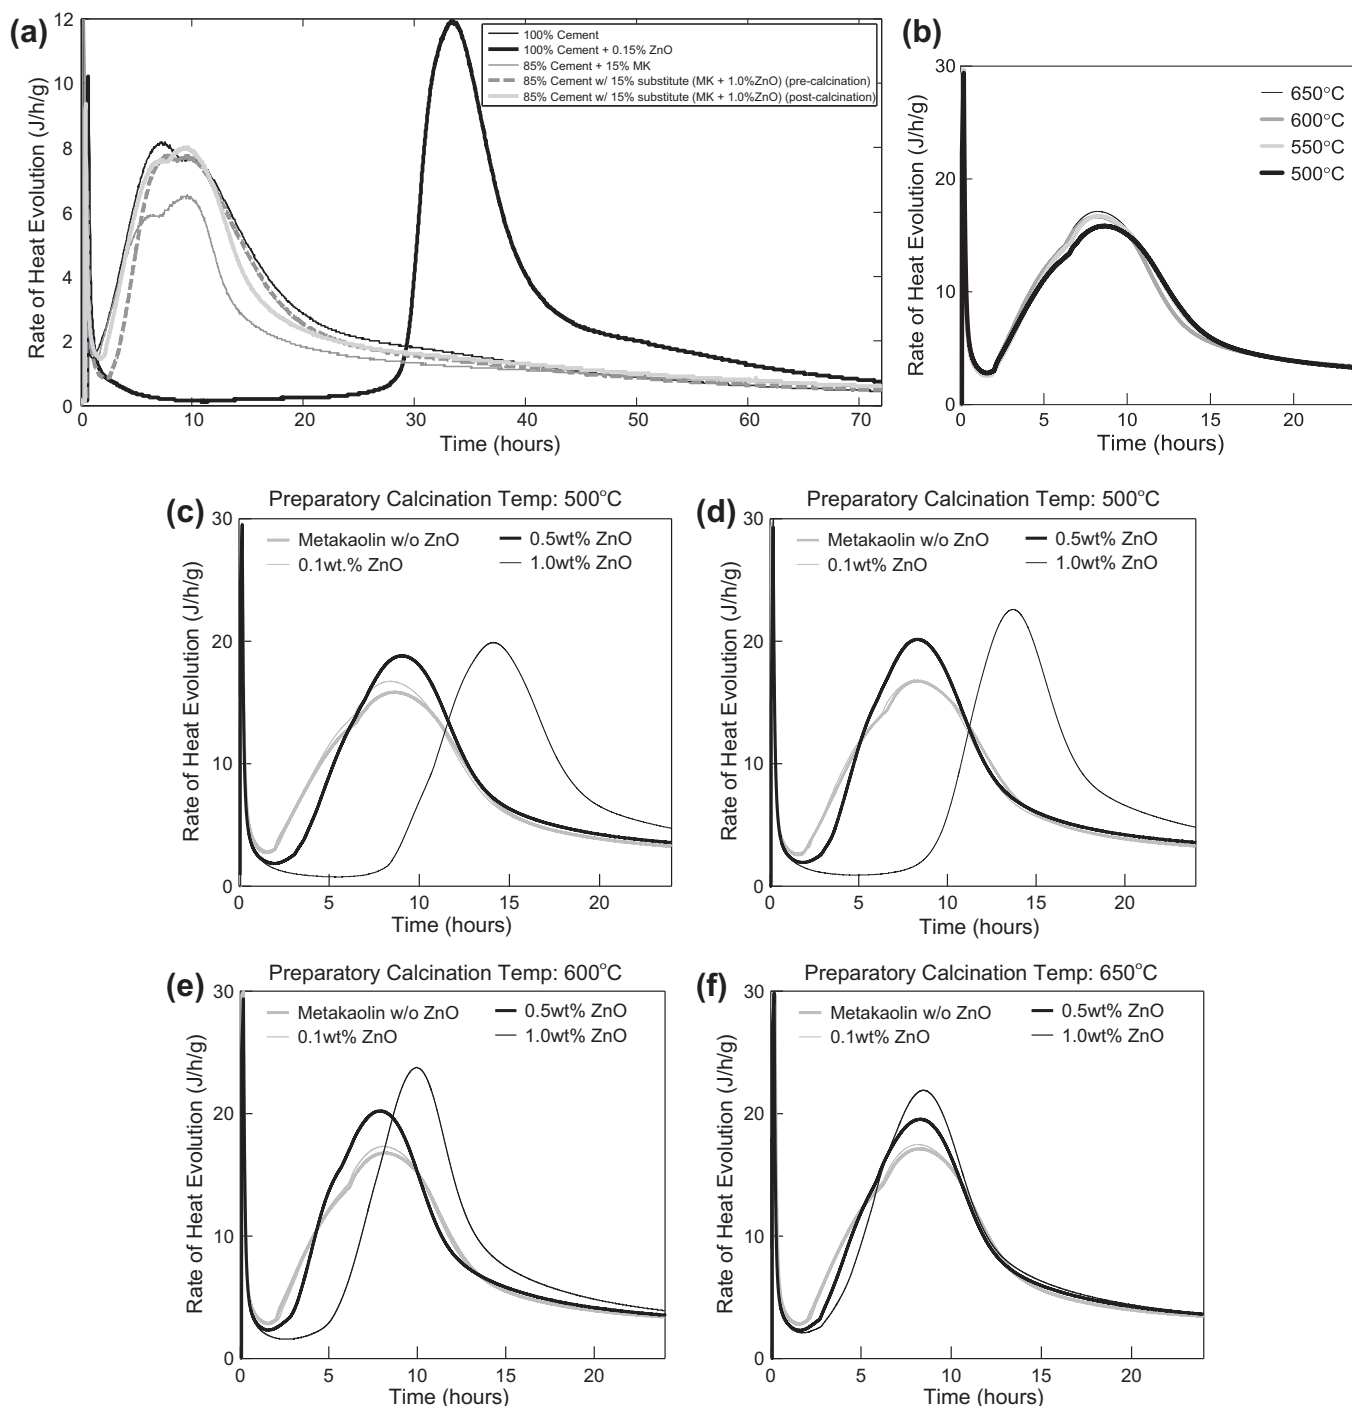 (a)
12
10
8
6
4
2
0
Rate of Heat Evolution (J/h/g)
100% Cement
100% Cement + 0.15% ZnO
85% Cement + 15% MK
85% Cement w/ 15% substitute (MK + 1.0%ZnO) (pre-calcination)
85% Cement w/ 15% substitute (MK + 1.0%ZnO) (post-calcination)
0 10 20 30 40 50 60 70
Time (hours)
(b)
30
20
10
0
Rate of Heat Evolution (J/h/g)
650°C
600°C
550°C
500°C
0 5 10 15 20
Time (hours)
(c)
Preparatory Calcination Temp: 500°C
30
20
10
0
Rate of Heat Evolution (J/h/g)
Metakaolin w/o ZnO 0.5wt% ZnO
0.1wt.% ZnO 1.0wt% ZnO
0 5 10 15 20
Time (hours)
(d)
Preparatory Calcination Temp: 500°C
30
20
10
0
Rate of Heat Evolution (J/h/g)
Metakaolin w/o ZnO 0.5wt% ZnO
0.1wt% ZnO 1.0wt% ZnO
0 5 10 15 20
Time (hours)
(e)
Preparatory Calcination Temp: 600°C
30
20
10
0
Rate of Heat Evolution (J/h/g)
Metakaolin w/o ZnO 0.5wt% ZnO
0.1wt% ZnO 1.0wt% ZnO
0 5 10 15 20
Time (hours)
(f)
Preparatory Calcination Temp: 650°C
30
20
10
0
Rate of Heat Evolution (J/h/g)
Metakaolin w/o ZnO 0.5wt% ZnO
0.1wt% ZnO 1.0wt% ZnO
0 5 10 15 20
Time (hours)